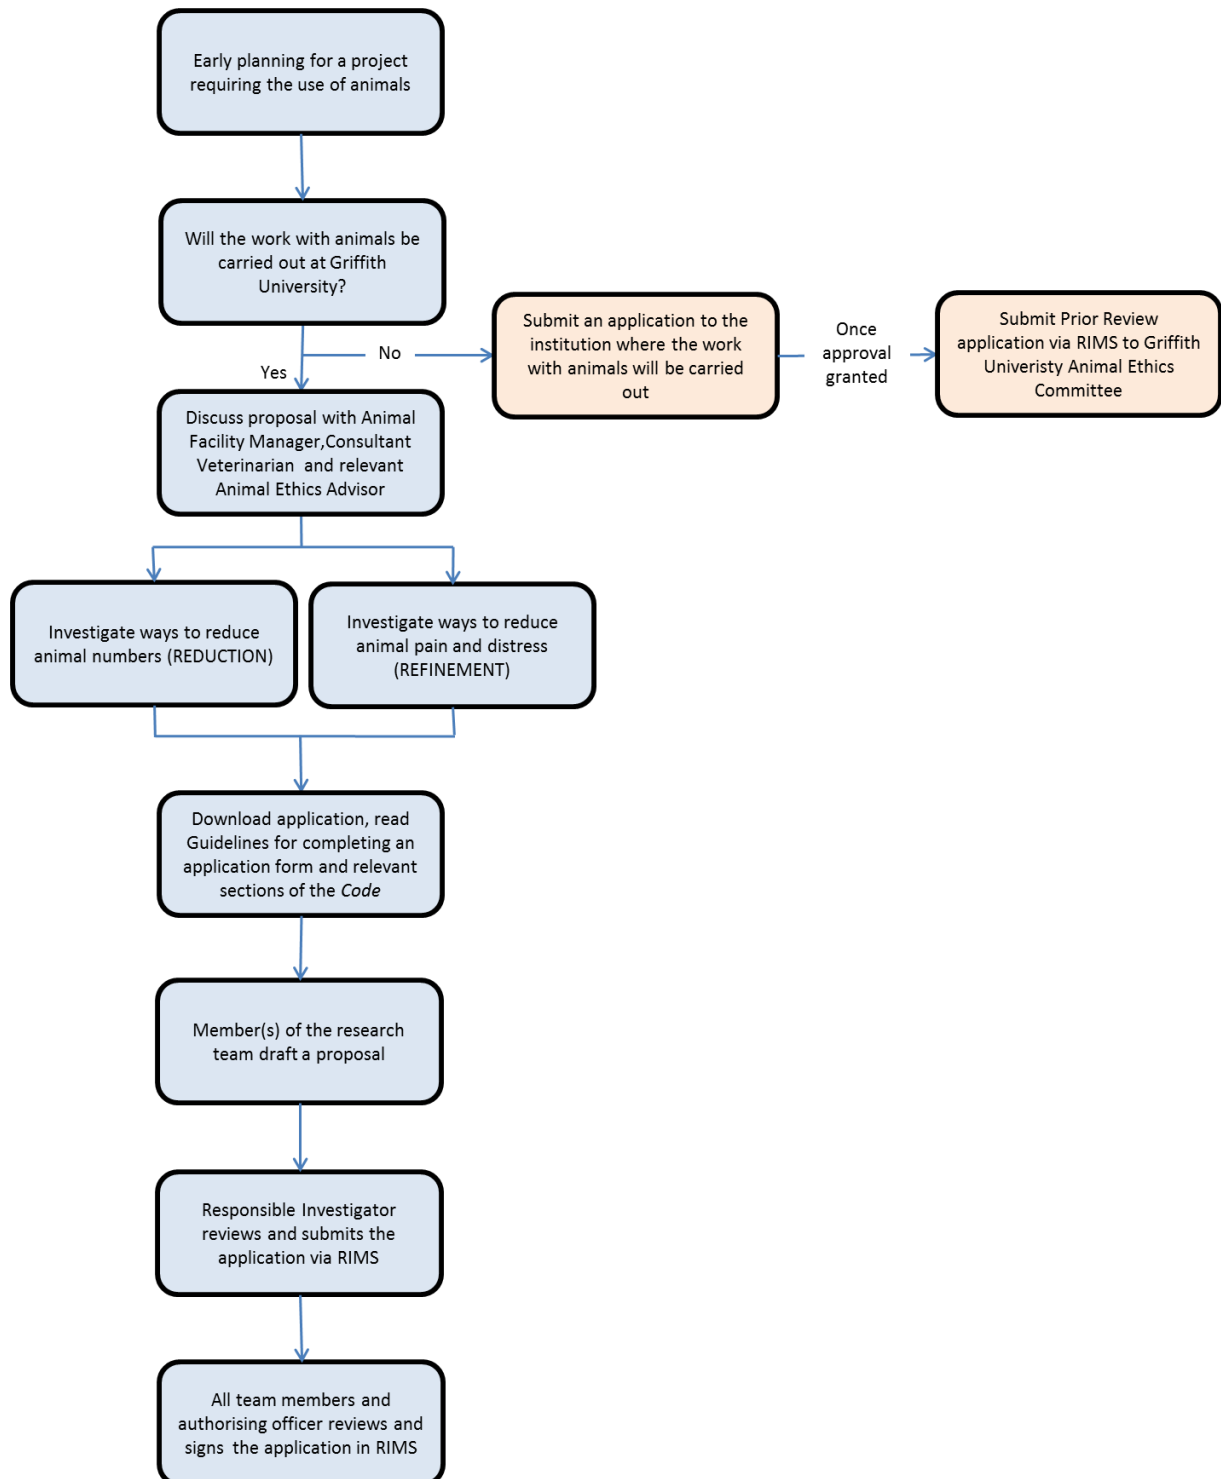 Early planning for a project
requiring the use of animals
Will the work with animals be
carried out at Griffith
University?
No
Yes
Submit an application to the
institution where the work
with animals will be carried
out
Once
approval
granted
Submit Prior Review
application via RIMS to Griffith
Univeristy Animal Ethics
Committee
Discuss proposal with Animal
Facility Manager,Consultant
Veterinarian and relevant
Animal Ethics Advisor
Investigate ways to reduce
animal numbers (REDUCTION)
Investigate ways to reduce
animal pain and distress
(REFINEMENT)
Download application, read
Guidelines for completing an
application form and relevant
sections of the Code
Member(s) of the research
team draft a proposal
Responsible Investigator
reviews and submits the
application via RIMS
All team members and
authorising officer reviews and
signs the application in RIMS